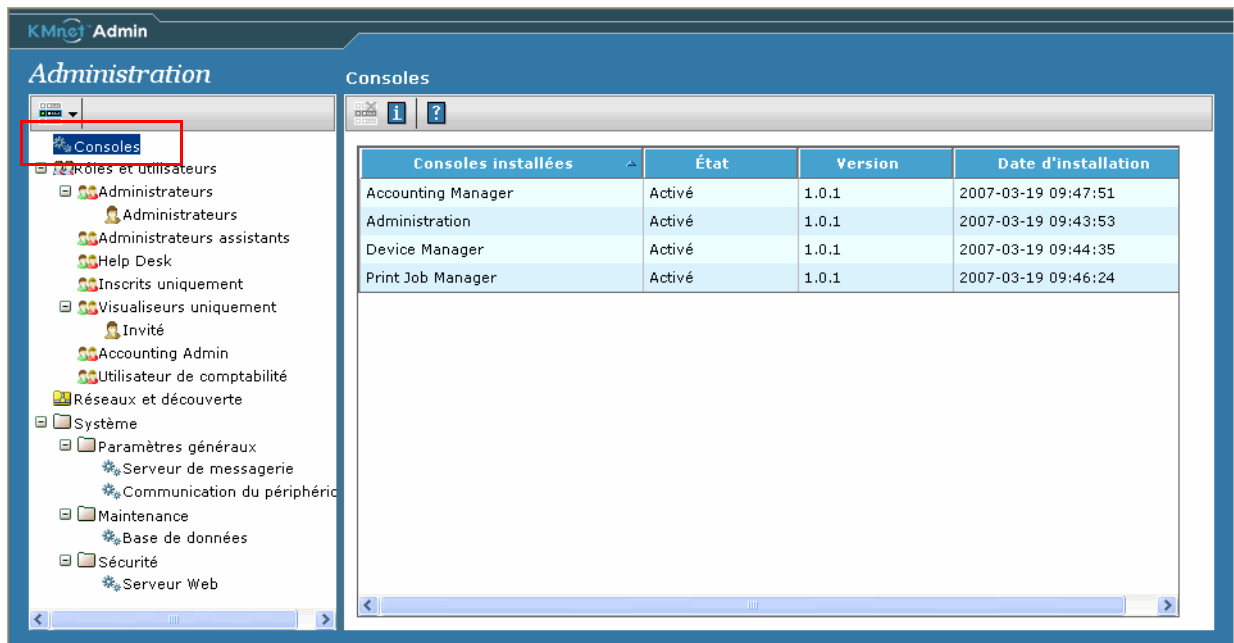 KMnet™ Admin
Administration
Consoles
Consoles
Rôles et utilisateurs
Administrateurs
Administrateurs
Administrateurs assistants
Help Desk
Inscrits uniquement
Visualiseurs uniquement
Invité
Accounting Admin
Utilisateur de comptabilité
Réseaux et découverte
Système
Paramètres généraux
Serveur de messagerie
Communication du périphéric
Maintenance
Base de données
Sécurité
Serveur Web
Consoles installées État Version Date d'installation
Accounting Manager Activé 1.0.1 2007-03-19 09:47:51
Administration Activé 1.0.1 2007-03-19 09:43:53
Device Manager Activé 1.0.1 2007-03-19 09:44:35
Print Job Manager Activé 1.0.1 2007-03-19 09:46:24